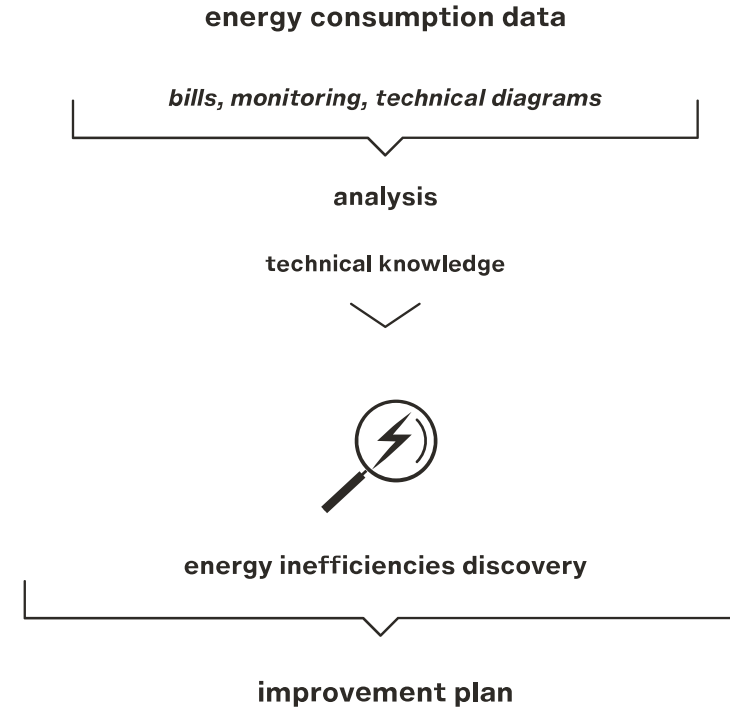 energy consumption data
bills, monitoring, technical diagrams
analysis
technical knowledge
energy inefficiencies discovery
improvement plan